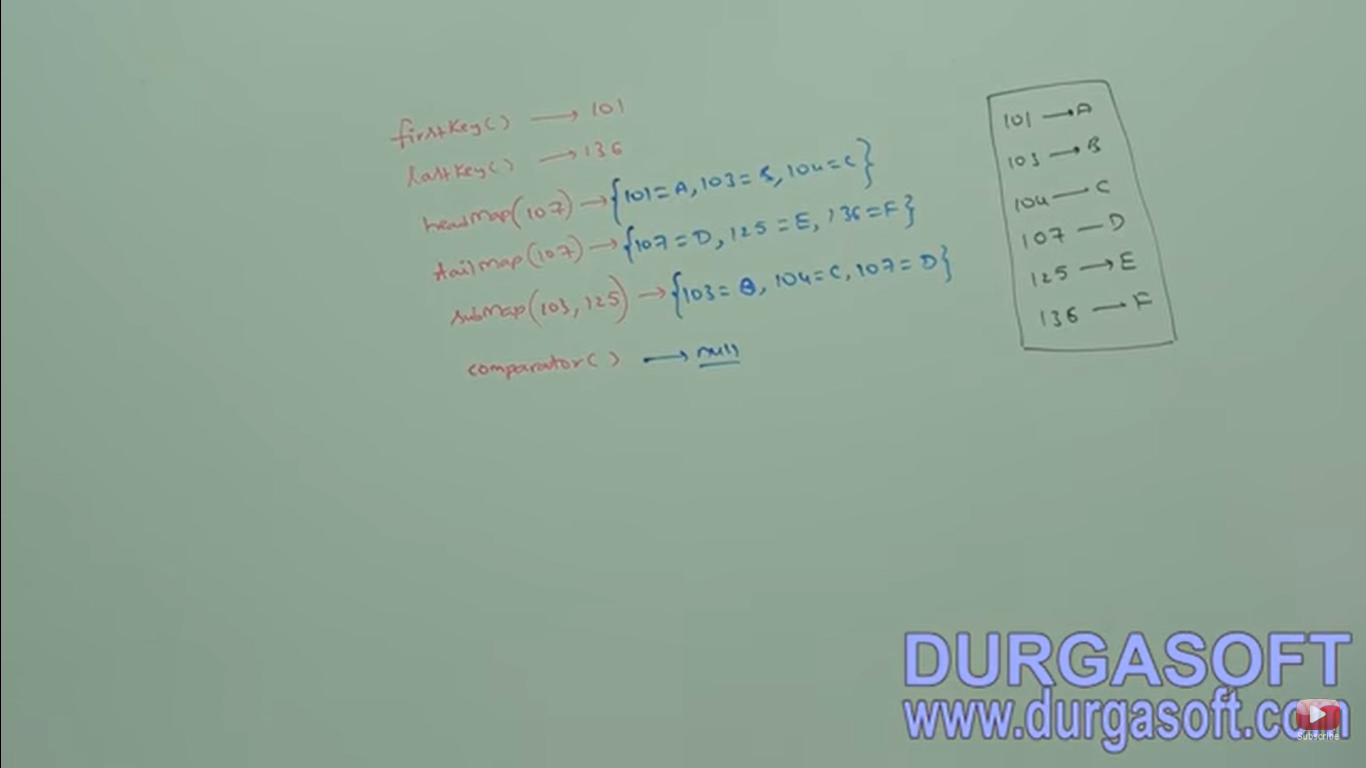 firstKey() → 101
lastKey() → 136
headMap(107) → {101=A, 103=B, 104=C}
tailMap(107) → {107=D, 125=E, 136=F}
subMap(103, 125) → {103=B, 104=C, 107=D}
comparator() → null
101 → A
103 → B
104 — C
107 — D
125 → E
136 — F
DURGASOFT
www.durgasoft.com
Subscribe